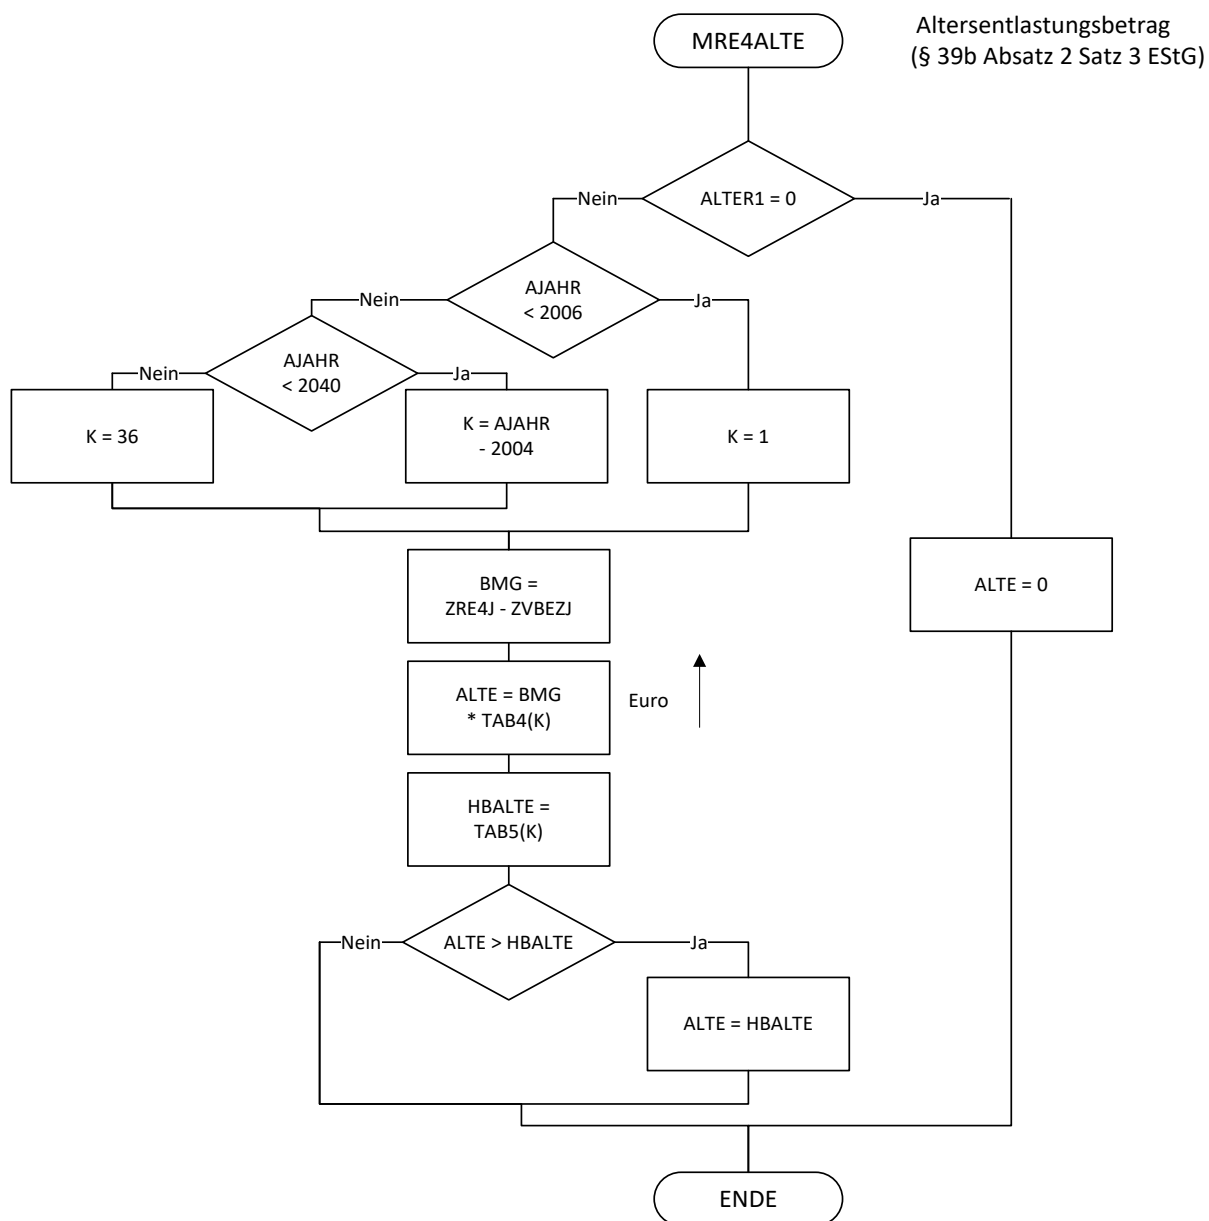 MRE4ALTE
Altersentlastungsbetrag
(§ 39b Absatz 2 Satz 3 EStG)
Nein
ALTER1 = 0
Ja
Nein
AJAHR
< 2006
Ja
Nein
AJAHR
< 2040
Ja
K = 36
K = AJAHR
- 2004
K = 1
BMG =
ZRE4J - ZVBEZJ
ALTE = 0
ALTE = BMG
* TAB4(K)
Euro
HBALTE =
TAB5(K)
Nein
ALTE > HBALTE
Ja
ALTE = HBALTE
ENDE